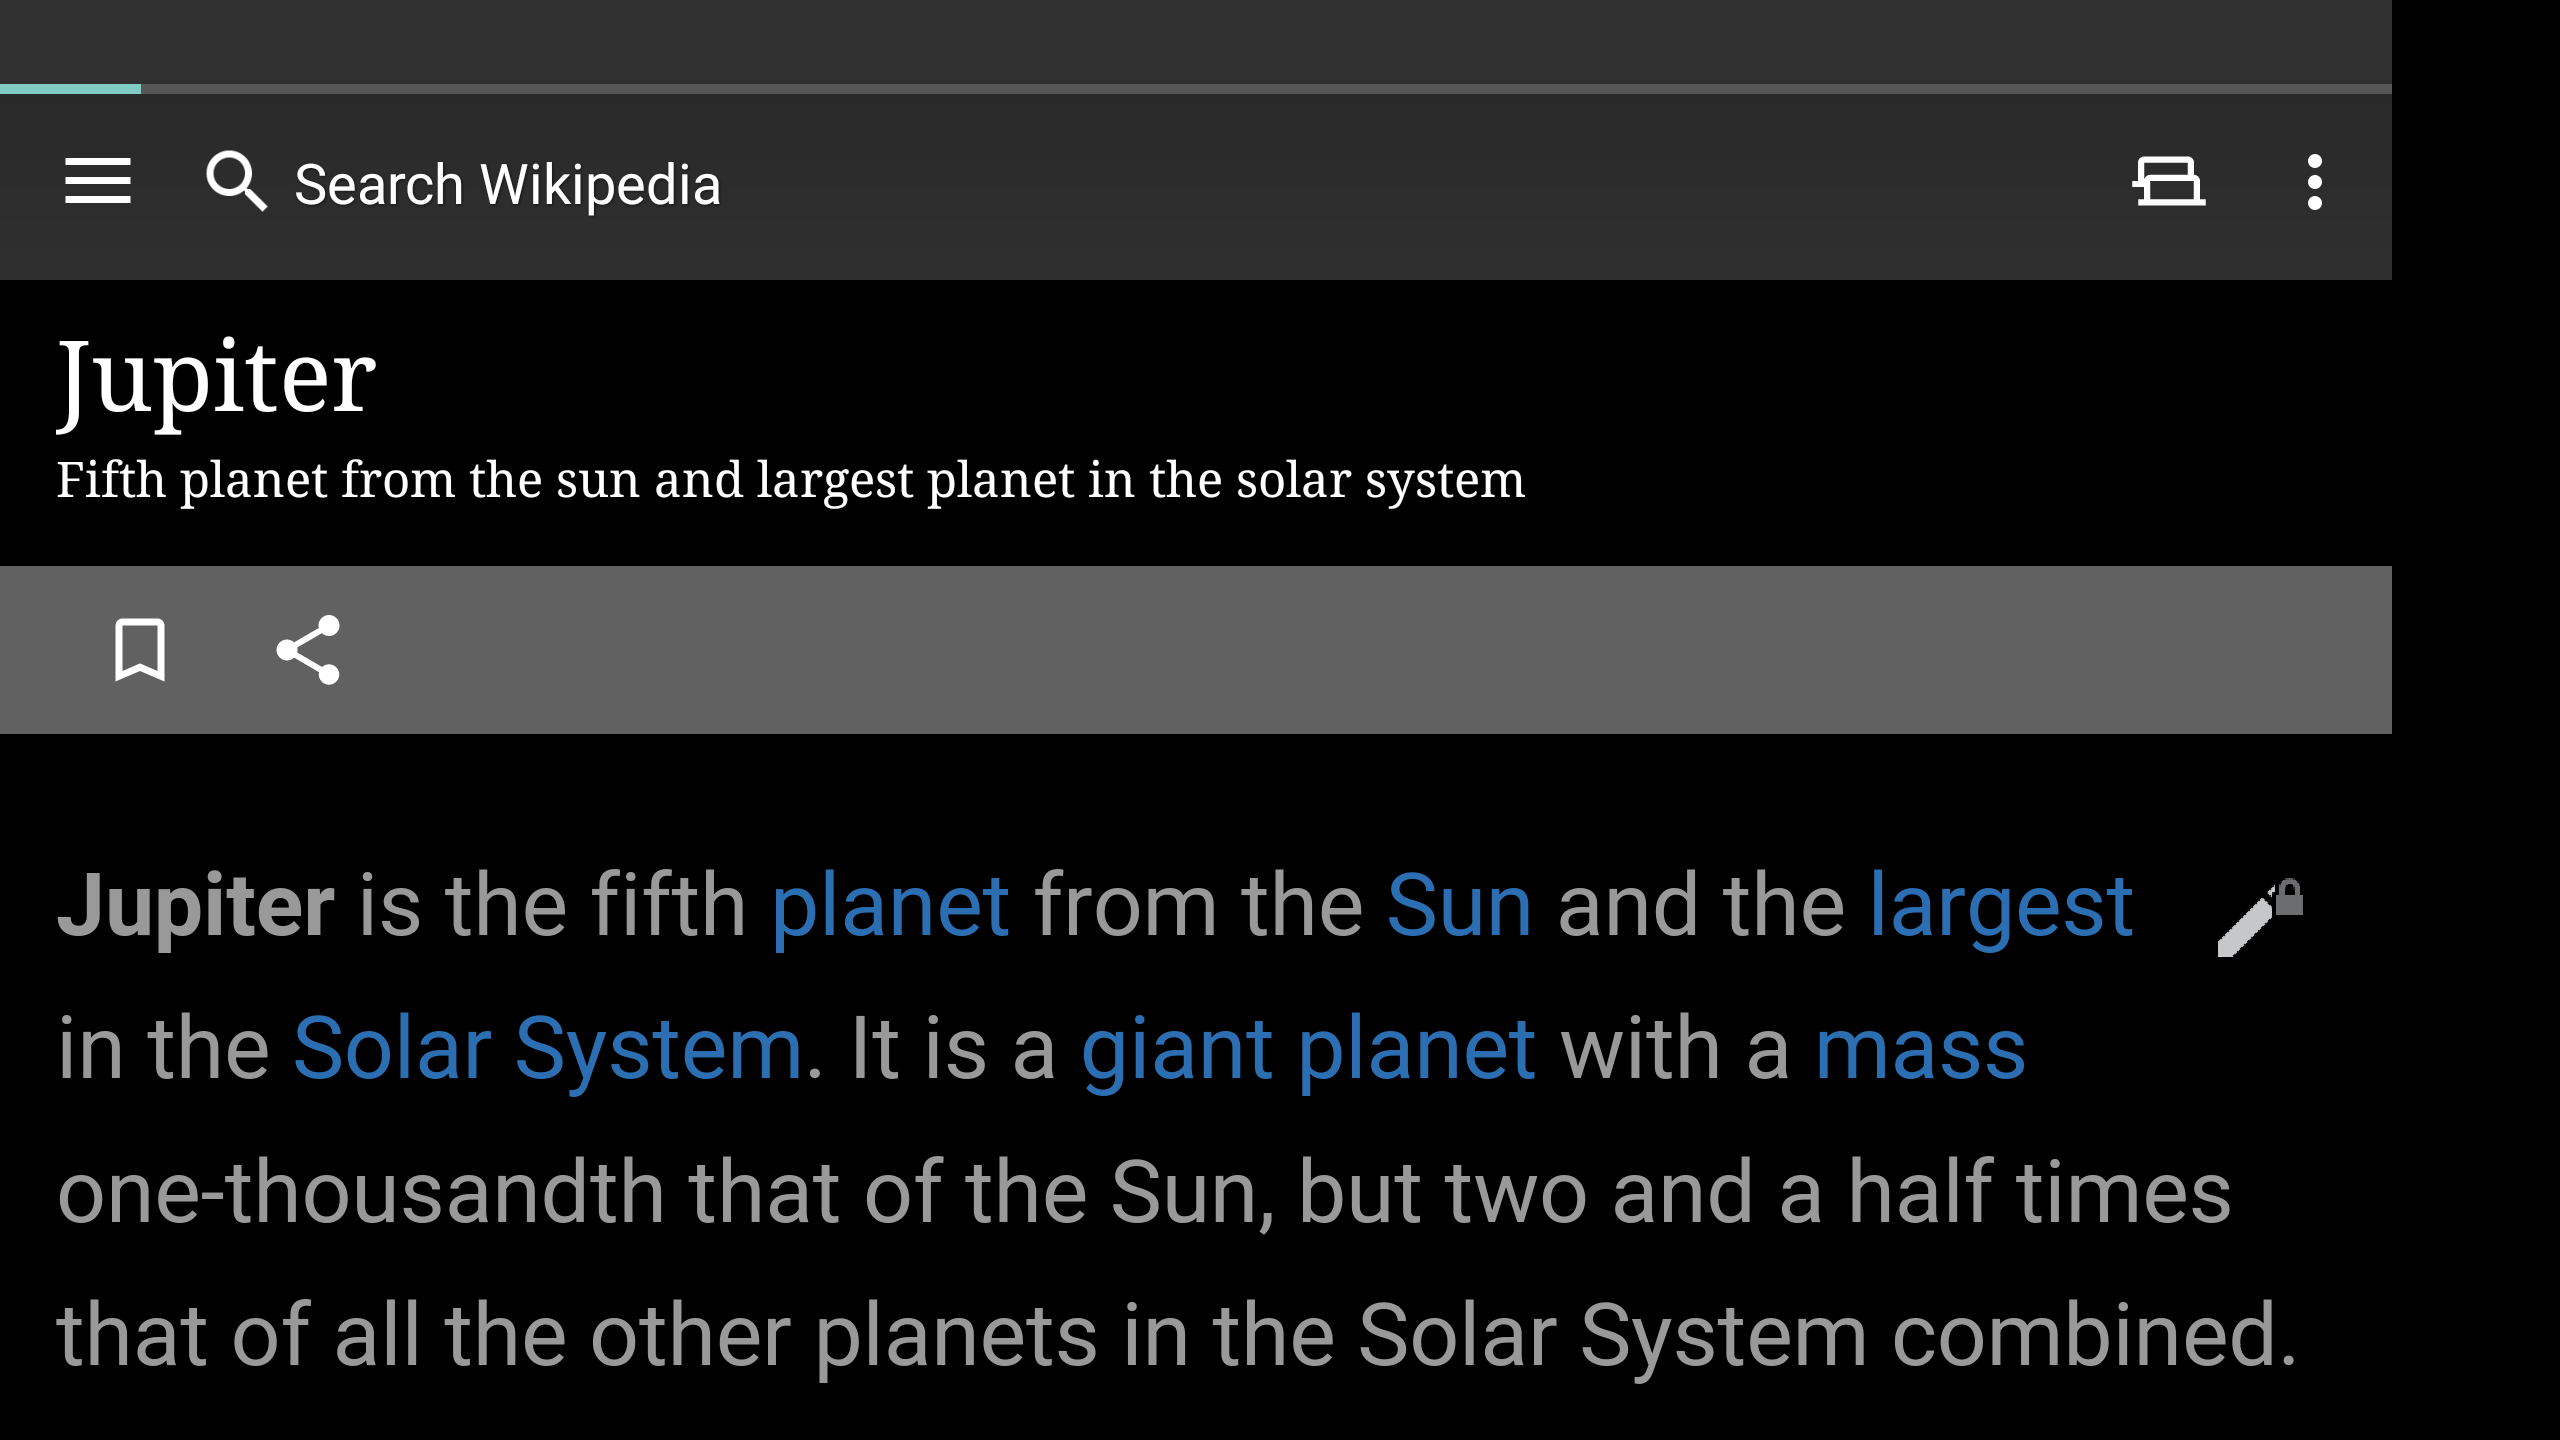 Search Wikipedia
Jupiter
Fifth planet from the sun and largest planet in the solar system
Jupiter is the fifth planet from the Sun and the largest
in the Solar System. It is a giant planet with a mass
one-thousandth that of the Sun, but two and a half times
that of all the other planets in the Solar System combined.